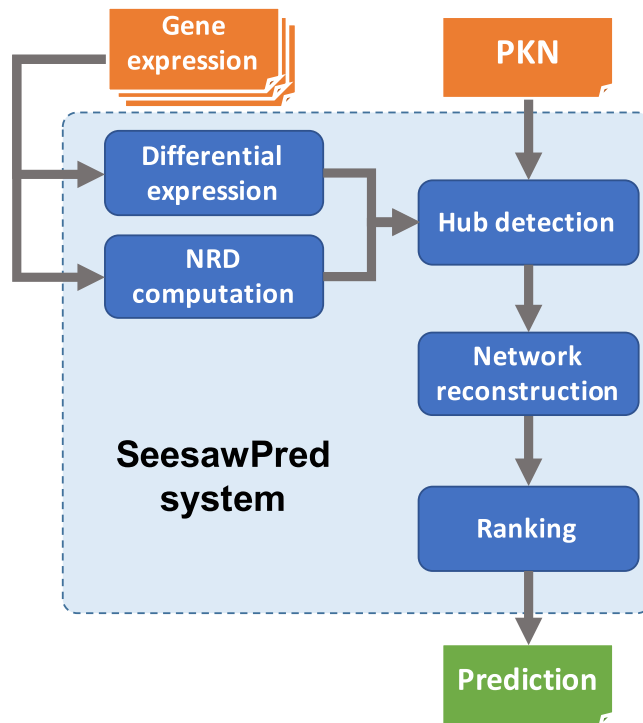 Gene
expression
PKN
Differential
expression
NRD
computation
Hub detection
Network
reconstruction
SeesawPred
system
Ranking
Prediction